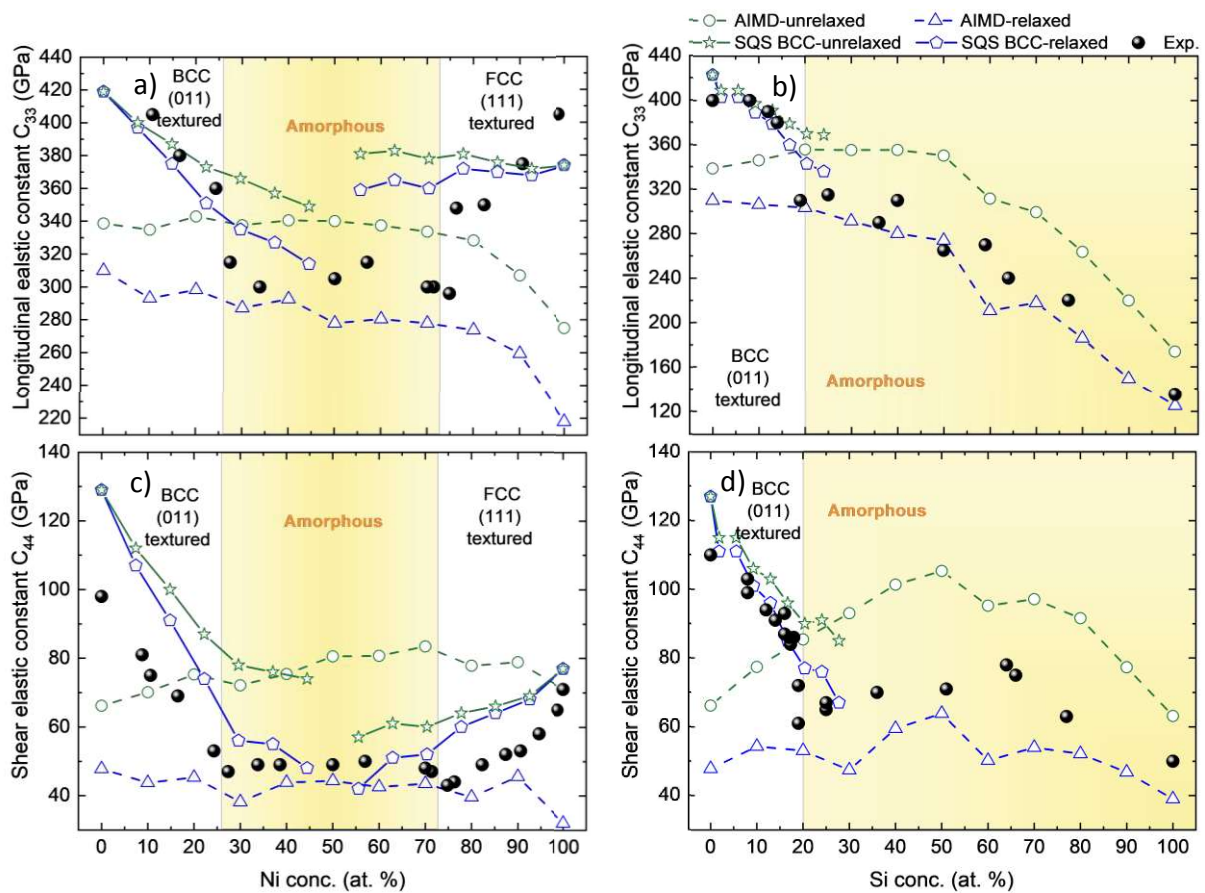 AIMD-unrelaxed AIMD-relaxed
SQS BCC-unrelaxed SQS BCC-relaxed Exp.
a)
BCC
(011)
textured
Amorphous
FCC
(111)
textured
Longitudinal ealstic constant C33 (GPa)
440
420
400
380
360
340
320
300
280
260
240
220
b)
BCC
(011)
textured
Amorphous
Longitudinal elastic constant C33 (GPa)
440
400
360
320
280
240
200
160
120
c)
BCC
(011)
textured
Amorphous
FCC
(111)
textured
Shear elastic constant C44 (GPa)
140
120
100
80
60
40
0 10 20 30 40 50 60 70 80 90 100
Ni conc. (at. %)
d)
BCC
(011)
textured
Amorphous
Shear elastic constant C44 (GPa)
140
120
100
80
60
40
0 10 20 30 40 50 60 70 80 90 100
Si conc. (at. %)